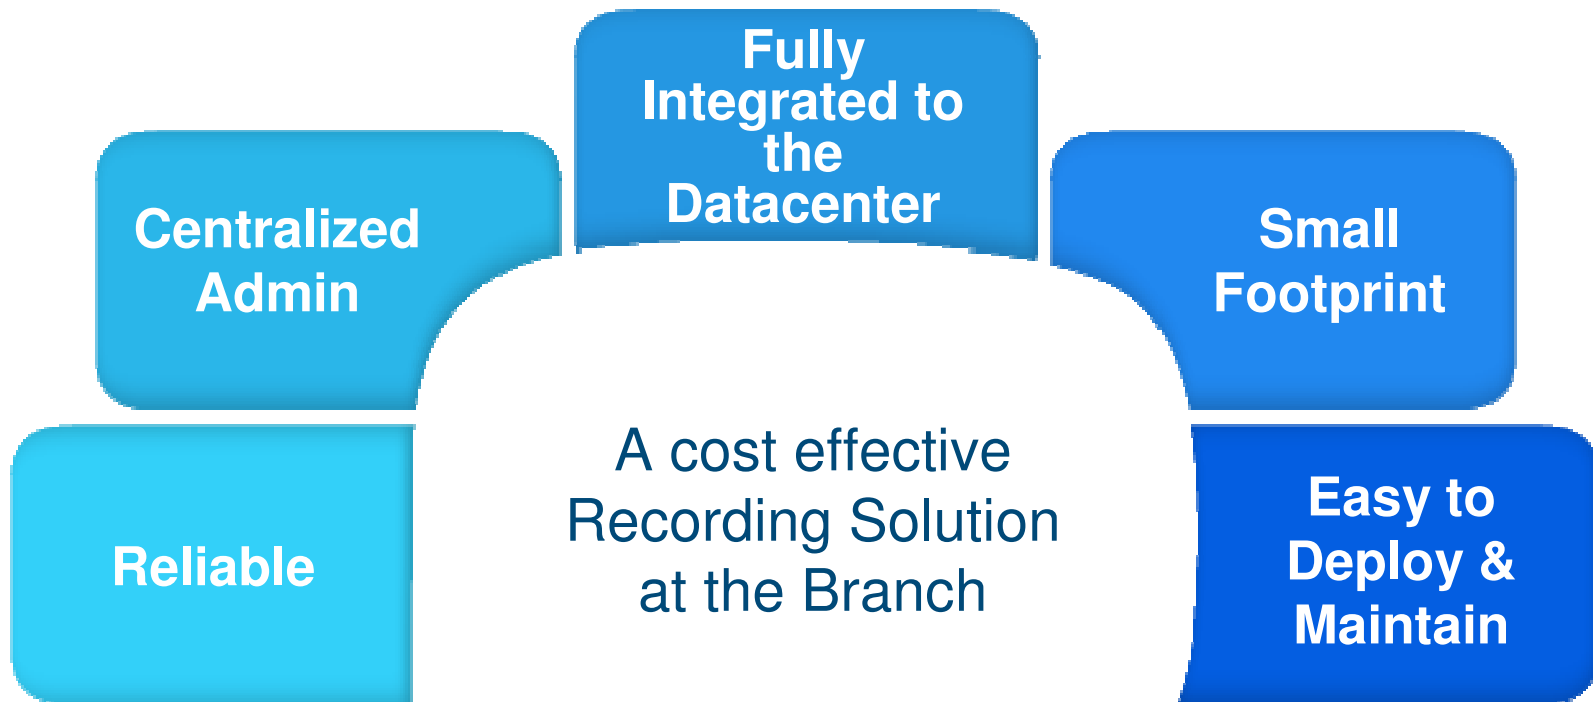 Fully
Integrated to
the
Datacenter
Centralized
Admin
Small
Footprint
Reliable
A cost effective
Recording Solution
at the Branch
Easy to
Deploy &
Maintain